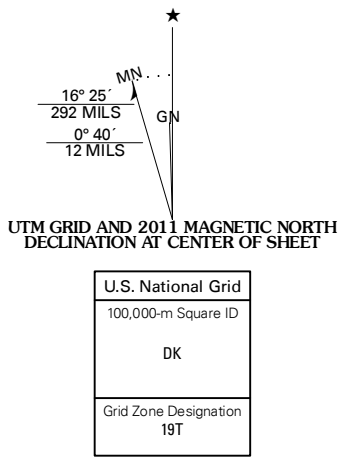 ★
MN
GN
16° 25´
292 MILS
0° 40´
12 MILS
UTM GRID AND 2011 MAGNETIC NORTH
DECLINATION AT CENTER OF SHEET
U.S. National Grid
100,000-m Square ID
DK
Grid Zone Designation
19T